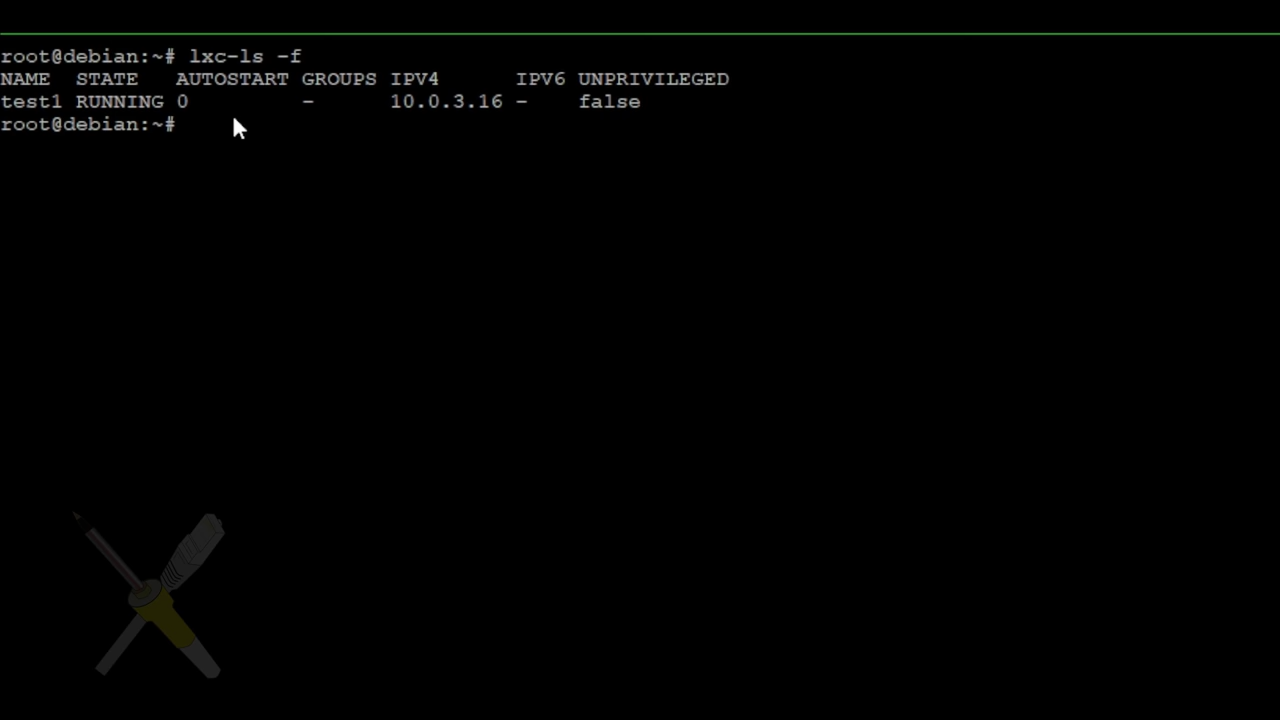 root@debian:~# lxc-ls -f
NAME  STATE   AUTOSTART GROUPS IPV4      IPV6 UNPRIVILEGED
test1 RUNNING 0         -      10.0.3.16 -    false
root@debian:~#